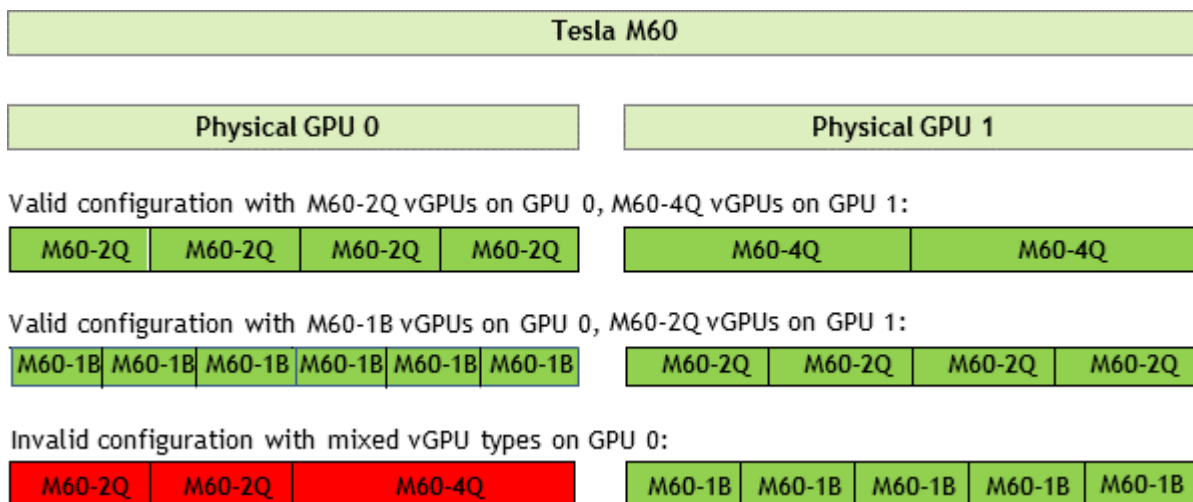 Tesla M60
Physical GPU 0 Physical GPU 1
Valid configuration with M60-2Q vGPUs on GPU 0, M60-4Q vGPUs on GPU 1:
M60-2Q M60-2Q M60-2Q M60-2Q M60-4Q M60-4Q
Valid configuration with M60-1B vGPUs on GPU 0, M60-2Q vGPUs on GPU 1:
M60-1B M60-1B M60-1B M60-1B M60-1B M60-1B M60-2Q M60-2Q M60-2Q M60-2Q
Invalid configuration with mixed vGPU types on GPU 0:
M60-2Q M60-2Q M60-4Q M60-1B M60-1B M60-1B M60-1B M60-1B